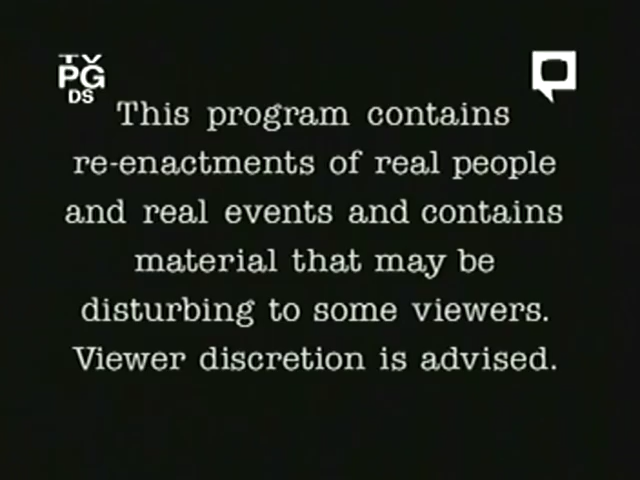 TV
PG
DS
This program contains
re-enactments of real people
and real events and contains
material that may be
disturbing to some viewers.
Viewer discretion is advised.